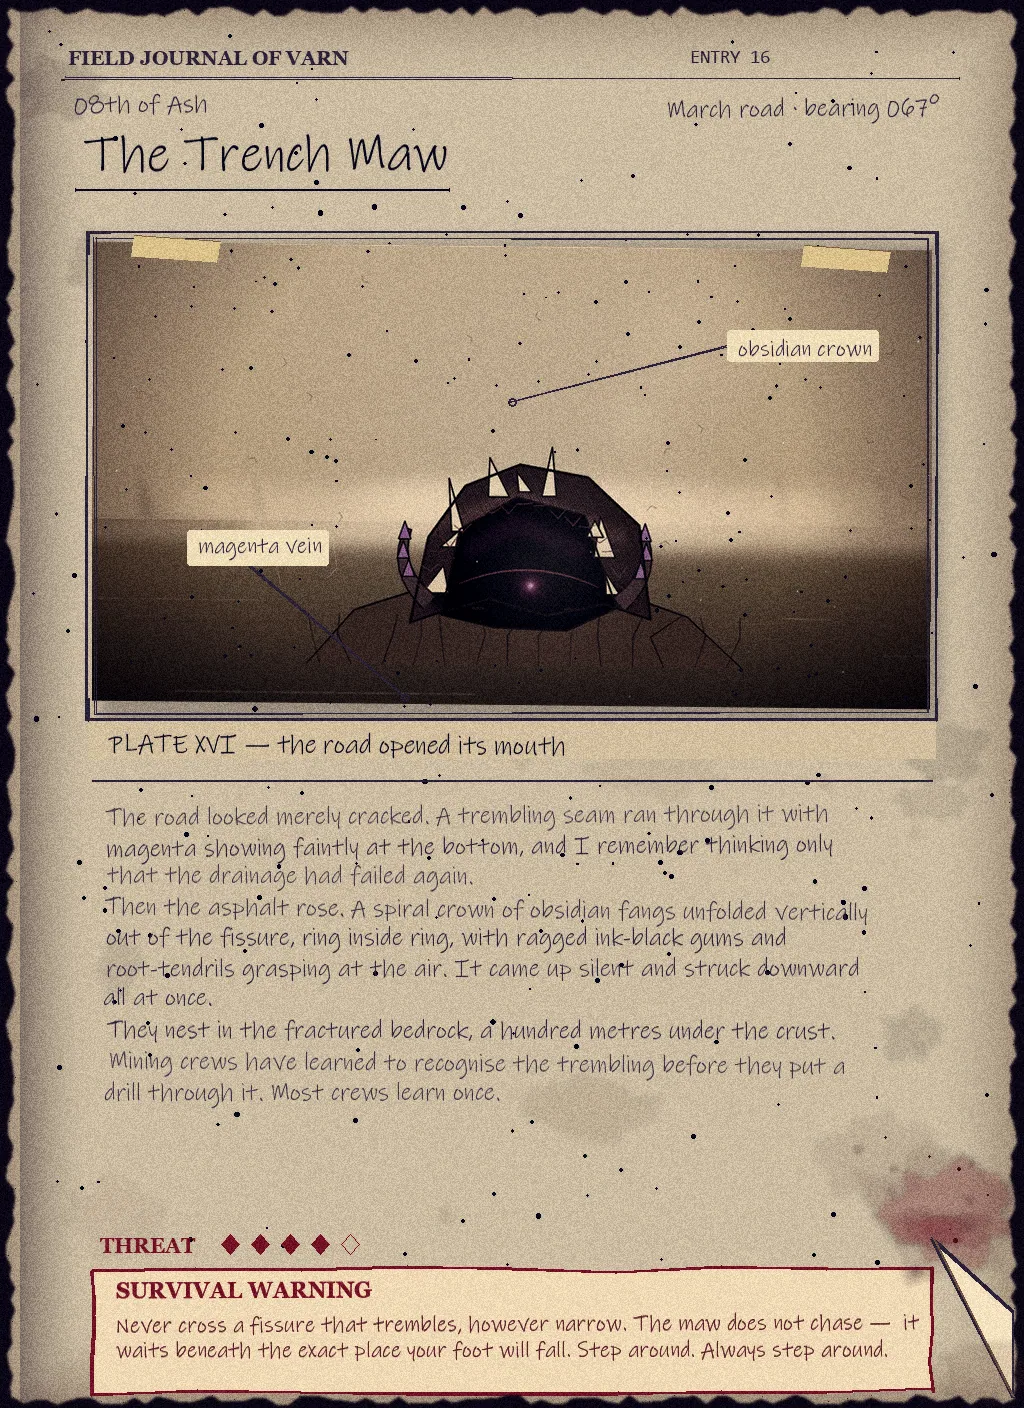 FIELD JOURNAL OF VARN
ENTRY 16
08th of Ash
March road · bearing 067°
The Trench Maw
obsidian crown
magenta vein
PLATE XVI — the road opened its mouth
The road looked merely cracked. A trembling seam ran through it with
magenta showing faintly at the bottom, and I remember thinking only
that the drainage had failed again.
Then the asphalt rose. A spiral crown of obsidian fangs unfolded vertically
out of the fissure, ring inside ring, with ragged ink-black gums and
root-tendrils grasping at the air. It came up silent and struck downward
all at once.
They nest in the fractured bedrock, a hundred metres under the crust.
Mining crews have learned to recognise the trembling before they put a
drill through it. Most crews learn once.
THREAT ◆ ◆ ◆ ◆ ◇
SURVIVAL WARNING
Never cross a fissure that trembles, however narrow. The maw does not chase — it
waits beneath the exact place your foot will fall. Step around. Always step around.